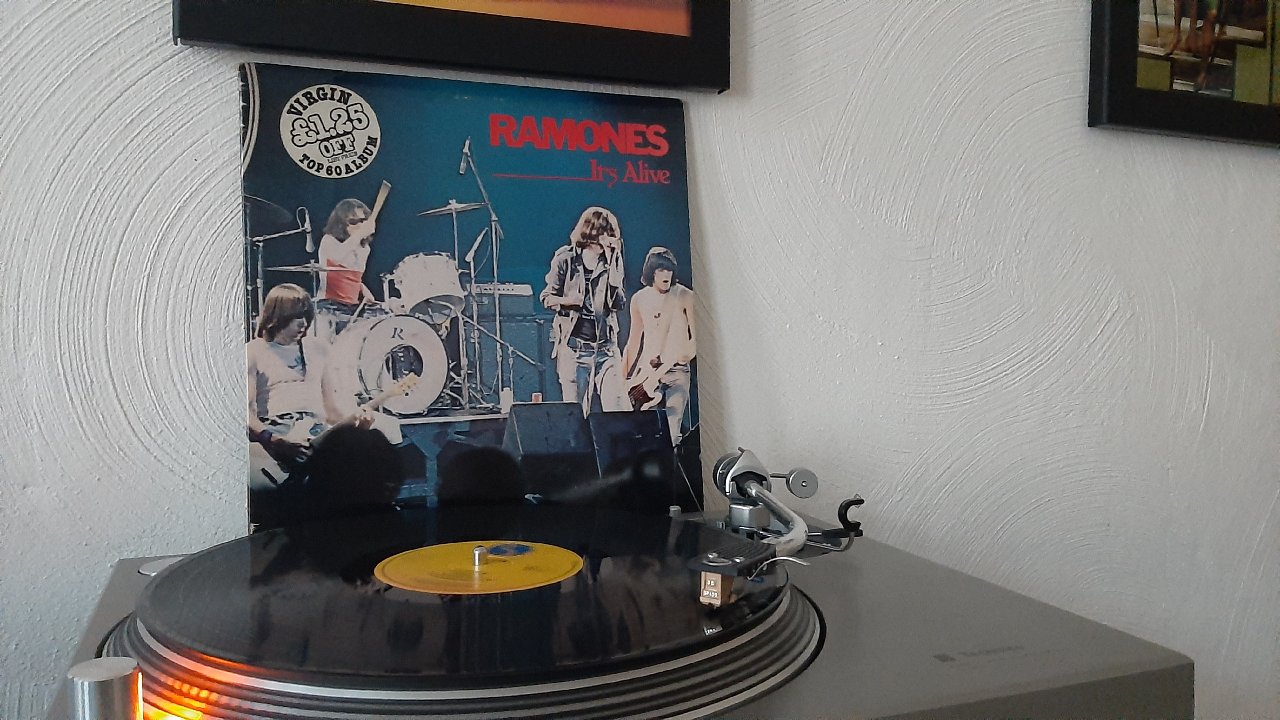 VIRGIN
£1.25
OFF
TOP 60 ALBUM
RAMONES
It's Alive
R